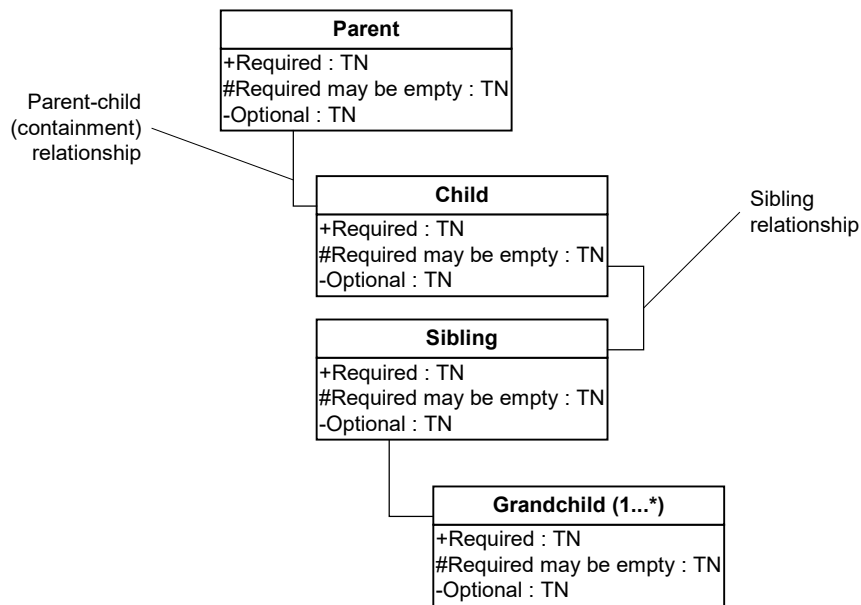 Parent
+Required : TN
#Required may be empty : TN
-Optional : TN
Parent-child
(containment)
relationship
Child
+Required : TN
#Required may be empty : TN
-Optional : TN
Sibling
relationship
Sibling
+Required : TN
#Required may be empty : TN
-Optional : TN
Grandchild (1...*)
+Required : TN
#Required may be empty : TN
-Optional : TN